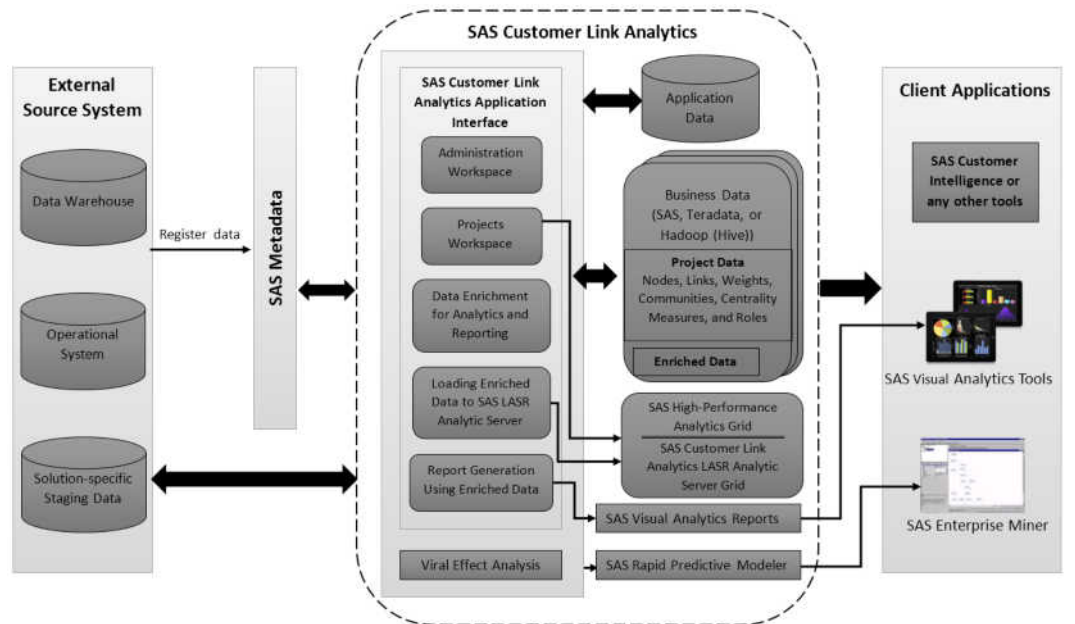 SAS Customer Link Analytics
External
Source System
Data Warehouse
Operational
System
Solution-specific
Staging Data
Register data
SAS Metadata
SAS Customer Link
Analytics Application
Interface
Administration
Workspace
Projects
Workspace
Data Enrichment
for Analytics and
Reporting
Loading Enriched
Data to SAS LASR
Analytic Server
Report Generation
Using Enriched Data
Viral Effect Analysis
Application
Data
Business Data
(SAS, Teradata, or
Hadoop (Hive))
Project Data
Nodes, Links, Weights,
Communities, Centrality
Measures, and Roles
Enriched Data
SAS High-Performance
Analytics Grid
SAS Customer Link
Analytics LASR Analytic
Server Grid
SAS Visual Analytics Reports
SAS Rapid Predictive Modeler
Client Applications
SAS Customer
Intelligence or
any other tools
SAS Visual Analytics Tools
SAS Enterprise Miner